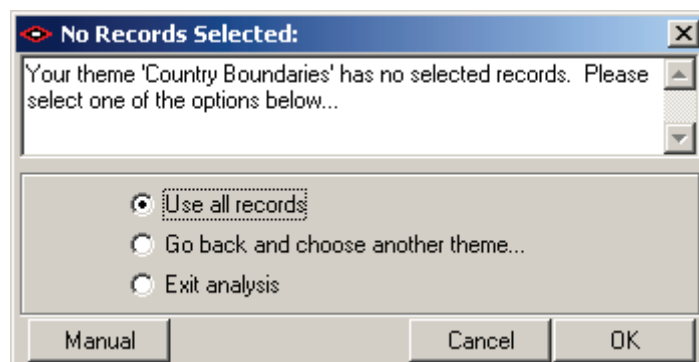 No Records Selected:
Your theme 'Country Boundaries' has no selected records.  Please
select one of the options below...
Use all records
Go back and choose another theme...
Exit analysis
Manual Cancel OK